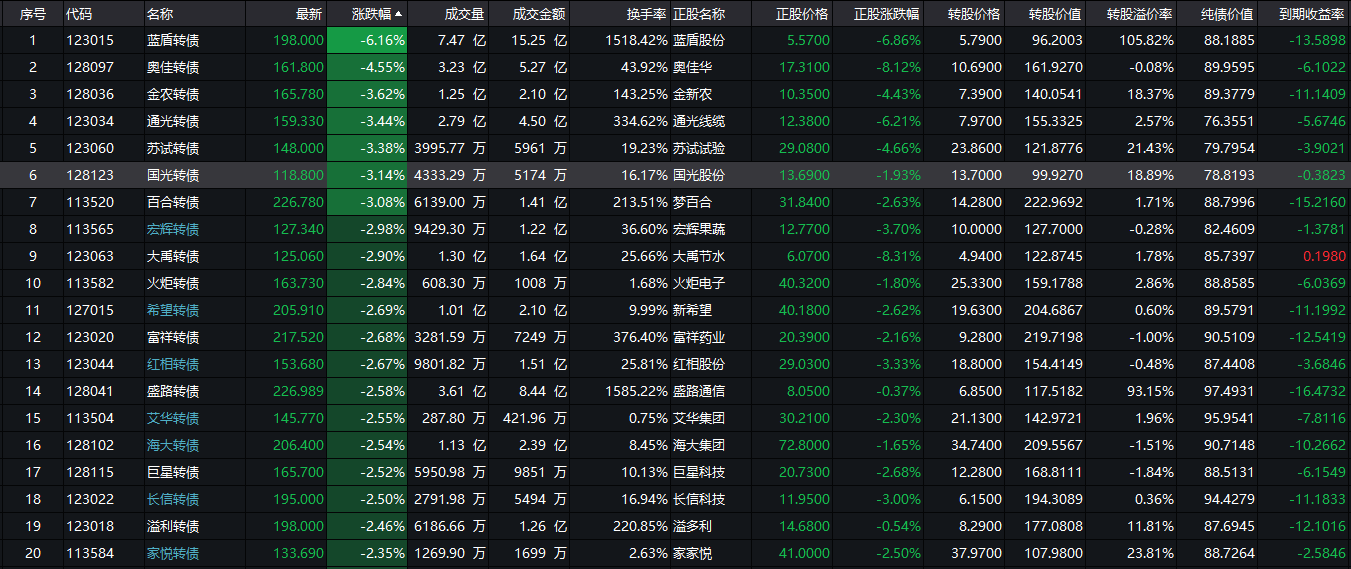 序号 代码 名称 最新 涨跌幅 成交量 成交金额 换手率 正股名称 正股价格 正股涨跌幅 转股价格 转股价值 转股溢价率 纯债价值 到期收益率
1 123015 蓝盾转债 198.000 -6.16% 7.47 亿 15.25 亿 1518.42% 蓝盾股份 5.5700 -6.86% 5.7900 96.2003 105.82% 88.1885 -13.5898
2 128097 奥佳转债 161.800 -4.55% 3.23 亿 5.27 亿 43.92% 奥佳华 17.3100 -8.12% 10.6900 161.9270 -0.08% 89.9595 -6.1022
3 128036 金农转债 165.780 -3.62% 1.25 亿 2.10 亿 143.25% 金新农 10.3500 -4.43% 7.3900 140.0541 18.37% 89.3779 -11.1409
4 123034 通光转债 159.330 -3.44% 2.79 亿 4.50 亿 334.62% 通光线缆 12.3800 -6.21% 7.9700 155.3325 2.57% 76.3551 -5.6746
5 123060 苏试转债 148.000 -3.38% 3995.77 万 5961 万 19.23% 苏试试验 29.0800 -4.66% 23.8600 121.8776 21.43% 79.7954 -3.9021
6 128123 国光转债 118.800 -3.14% 4333.29 万 5174 万 16.17% 国光股份 13.6900 -1.93% 13.7000 99.9270 18.89% 78.8193 -0.3823
7 113520 百合转债 226.780 -3.08% 6139.00 万 1.41 亿 213.51% 梦百合 31.8400 -2.63% 14.2800 222.9692 1.71% 88.7996 -15.2160
8 113565 宏辉转债 127.340 -2.98% 9429.30 万 1.22 亿 36.60% 宏辉果蔬 12.7700 -3.70% 10.0000 127.7000 -0.28% 82.4609 -1.3781
9 123063 大禹转债 125.060 -2.90% 1.30 亿 1.64 亿 25.66% 大禹节水 6.0700 -8.31% 4.9400 122.8745 1.78% 85.7397 0.1980
10 113582 火炬转债 163.730 -2.84% 608.30 万 1008 万 1.68% 火炬电子 40.3200 -1.80% 25.3300 159.1788 2.86% 88.8585 -6.0369
11 127015 希望转债 205.910 -2.69% 1.01 亿 2.10 亿 9.99% 新希望 40.1800 -2.62% 19.6300 204.6867 0.60% 89.5791 -11.1992
12 123020 富祥转债 217.520 -2.68% 3281.59 万 7249 万 376.40% 富祥药业 20.3900 -2.16% 9.2800 219.7198 -1.00% 90.5109 -12.5419
13 123044 红相转债 153.680 -2.67% 9801.82 万 1.51 亿 25.81% 红相股份 29.0300 -3.33% 18.8000 154.4149 -0.48% 87.4408 -3.6846
14 128041 盛路转债 226.989 -2.58% 3.61 亿 8.44 亿 1585.22% 盛路通信 8.0500 -0.37% 6.8500 117.5182 93.15% 97.4931 -16.4732
15 113504 艾华转债 145.770 -2.55% 287.80 万 421.96 万 0.75% 艾华集团 30.2100 -2.30% 21.1300 142.9721 1.96% 95.9541 -7.8116
16 128102 海大转债 206.400 -2.54% 1.13 亿 2.39 亿 8.45% 海大集团 72.8000 -1.65% 34.7400 209.5567 -1.51% 90.7148 -10.2662
17 128115 巨星转债 165.700 -2.52% 5950.98 万 9851 万 10.13% 巨星科技 20.7300 -2.68% 12.2800 168.8111 -1.84% 88.5131 -6.1549
18 123022 长信转债 195.000 -2.50% 2791.98 万 5494 万 16.94% 长信科技 11.9500 -3.00% 6.1500 194.3089 0.36% 94.4279 -11.1833
19 123018 溢利转债 198.000 -2.46% 6186.66 万 1.26 亿 220.85% 溢多利 14.6800 -0.54% 8.2900 177.0808 11.81% 87.6945 -12.1016
20 113584 家悦转债 133.690 -2.35% 1269.90 万 1699 万 2.63% 家家悦 41.0000 -2.50% 37.9700 107.9800 23.81% 88.7264 -2.5846